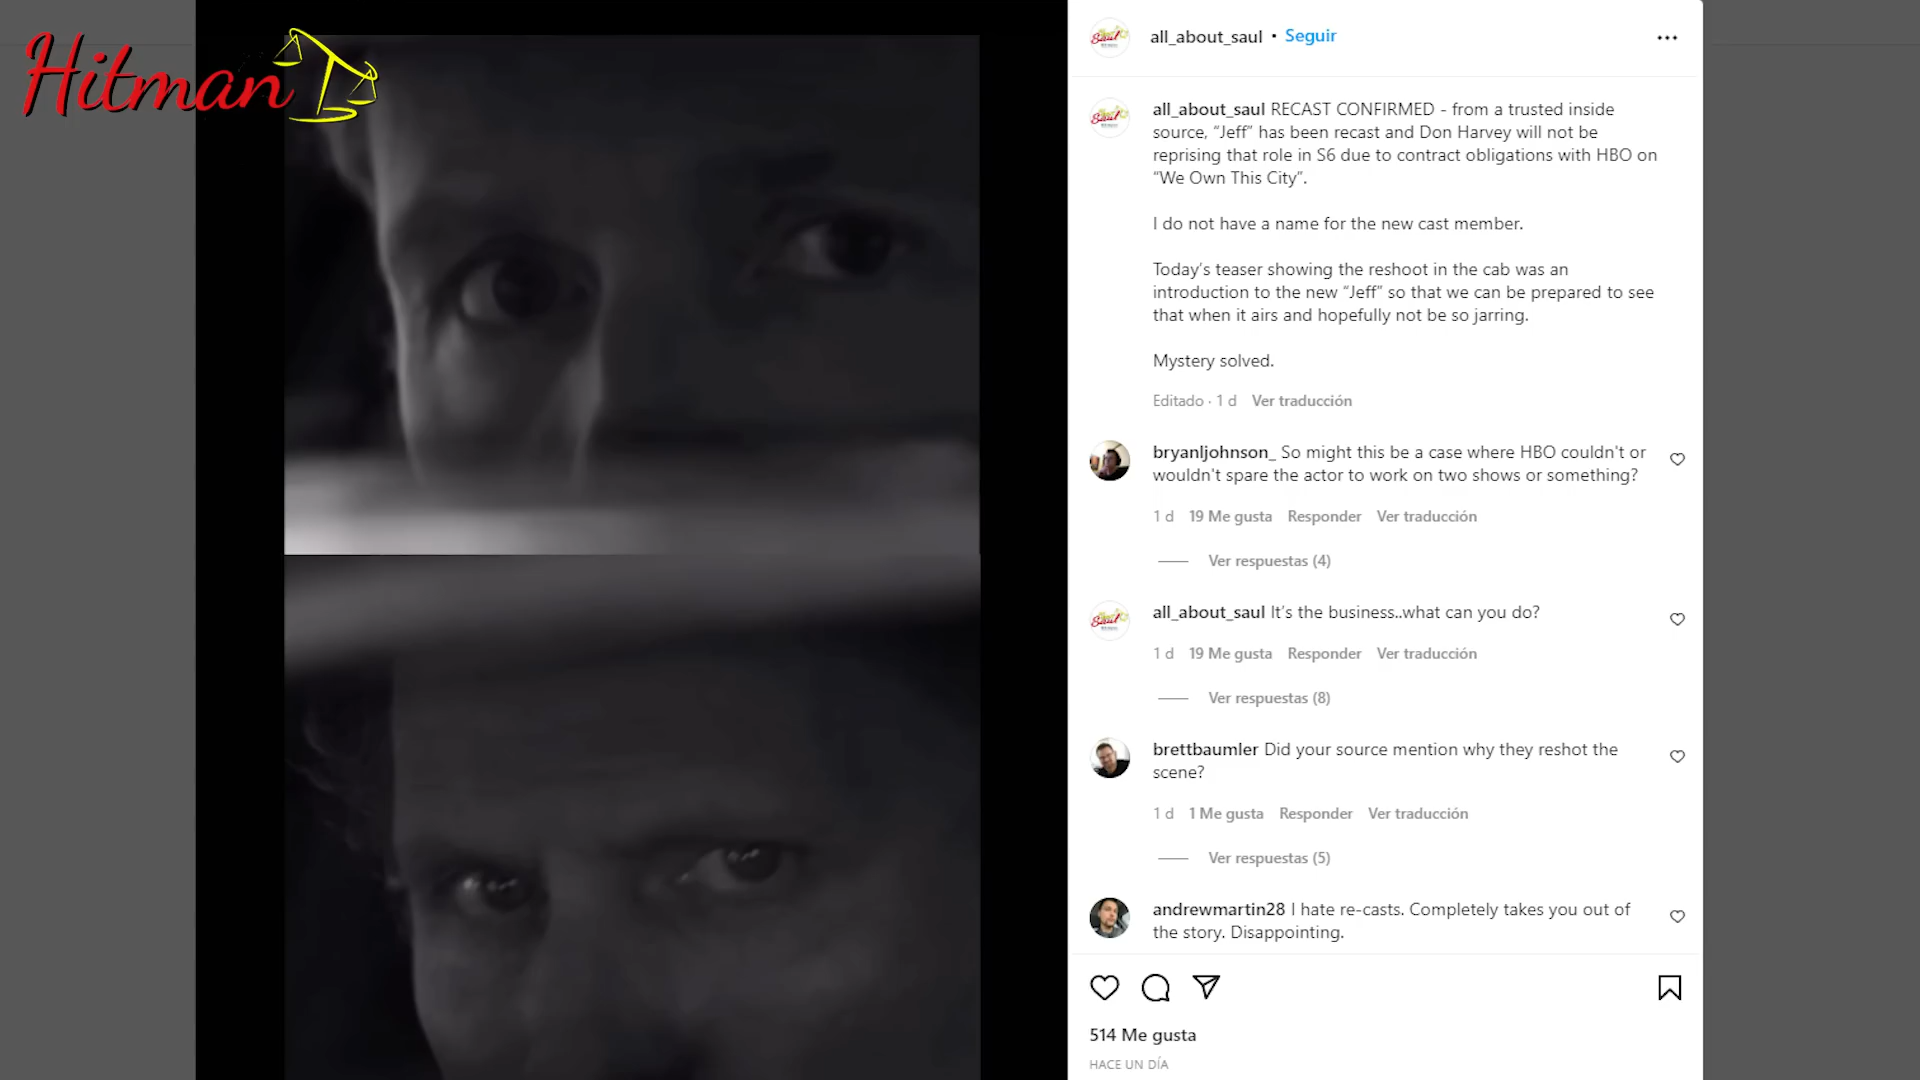 Hitman
all_about_saul • Seguir
all_about_saul RECAST CONFIRMED - from a trusted inside
source, “Jeff” has been recast and Don Harvey will not be
reprising that role in S6 due to contract obligations with HBO on
“We Own This City”.
I do not have a name for the new cast member.
Today’s teaser showing the reshoot in the cab was an
introduction to the new “Jeff” so that we can be prepared to see
that when it airs and hopefully not be so jarring.
Mystery solved.
Editado · 1 d Ver traducción
bryanljohnson_ So might this be a case where HBO couldn't or
wouldn't spare the actor to work on two shows or something?
1 d 19 Me gusta Responder Ver traducción
Ver respuestas (4)
all_about_saul It’s the business..what can you do?
1 d 19 Me gusta Responder Ver traducción
Ver respuestas (8)
brettbaumler Did your source mention why they reshot the
scene?
1 d 1 Me gusta Responder Ver traducción
Ver respuestas (5)
andrewmartin28 I hate re-casts. Completely takes you out of
the story. Disappointing.
514 Me gusta
HACE UN DÍA